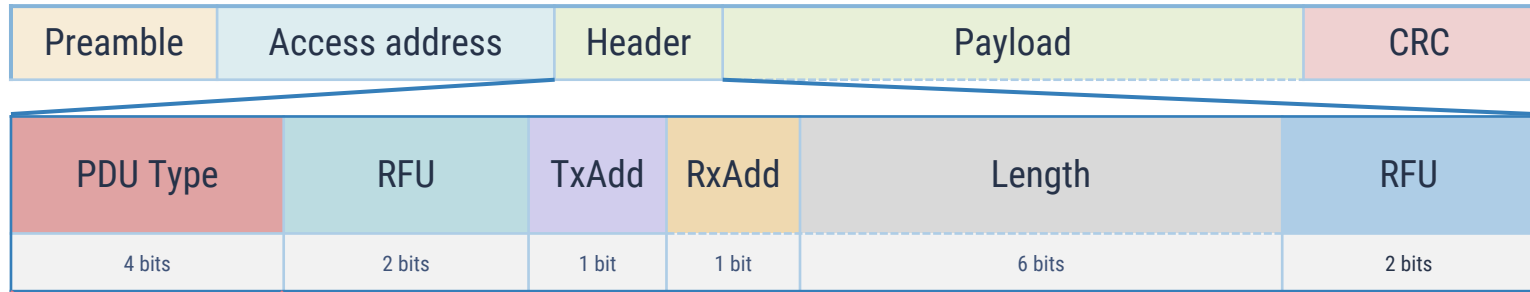 Preamble Access address Header Payload CRC
PDU Type RFU TxAdd RxAdd Length RFU
4 bits 2 bits 1 bit 1 bit 6 bits 2 bits